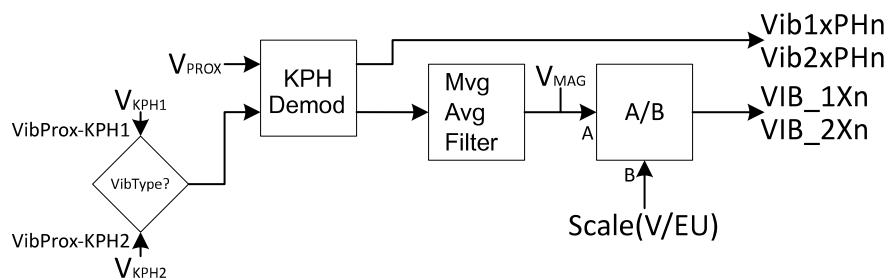 Vib1xPHn
Vib2xPHn
VPROX
KPH
Demod
Mvg
Avg
Filter
VMAG
A
A/B
B
VIB_1Xn
VIB_2Xn
Scale(V/EU)
VKPH1
VibProx-KPH1
VibType?
VibProx-KPH2
VKPH2